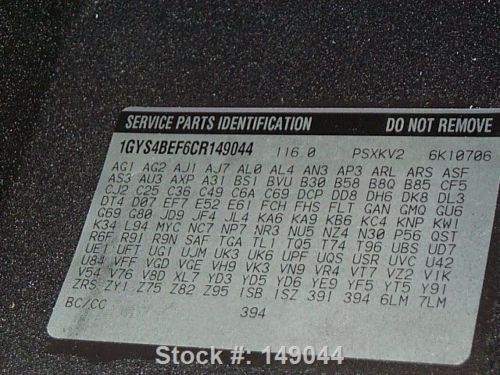 SERVICE PARTS IDENTIFICATION DO NOT REMOVE
1GYS4BEF6CR149044 116.0 PSXKV2 6K10706
AG1 AG2 AJ1 AJ7 AL0 AL4 AN3 AP3 ARL ARS ASF
AS3 AU3 AXP A31 BS1 BVU B30 B58 B8Q B85 CF5
CJ2 C25 C36 C49 C6A C69 DCP DD8 DH6 DK8 DL3
DT4 D07 EF7 E52 E61 FCH FHS FLT GAN GMQ GU6
G69 G80 JD9 JF4 JL4 KA6 KA9 KB6 KC4 KNP KW1
K34 L94 MYC NC7 NP7 NR3 NU5 NZ4 N30 P56 QST
R6F R9I R9N SAF TGA TL1 TQ5 T74 T96 UBS UD7
UE1 UFT UG1 UJM UK3 UK6 UPF UQS USR UVC U42
U84 VFF VGD VGE VH9 VK3 VN9 VR4 VT7 VZ2 V1K
V54 V76 V8D XL7 YD3 YD5 YD6 YE9 YF5 YT5 Y91
ZRS ZY1 Z75 Z82 Z95 1SB 1SZ 391 394 6LM 7LM
BC/CC 394
Stock #: 149044